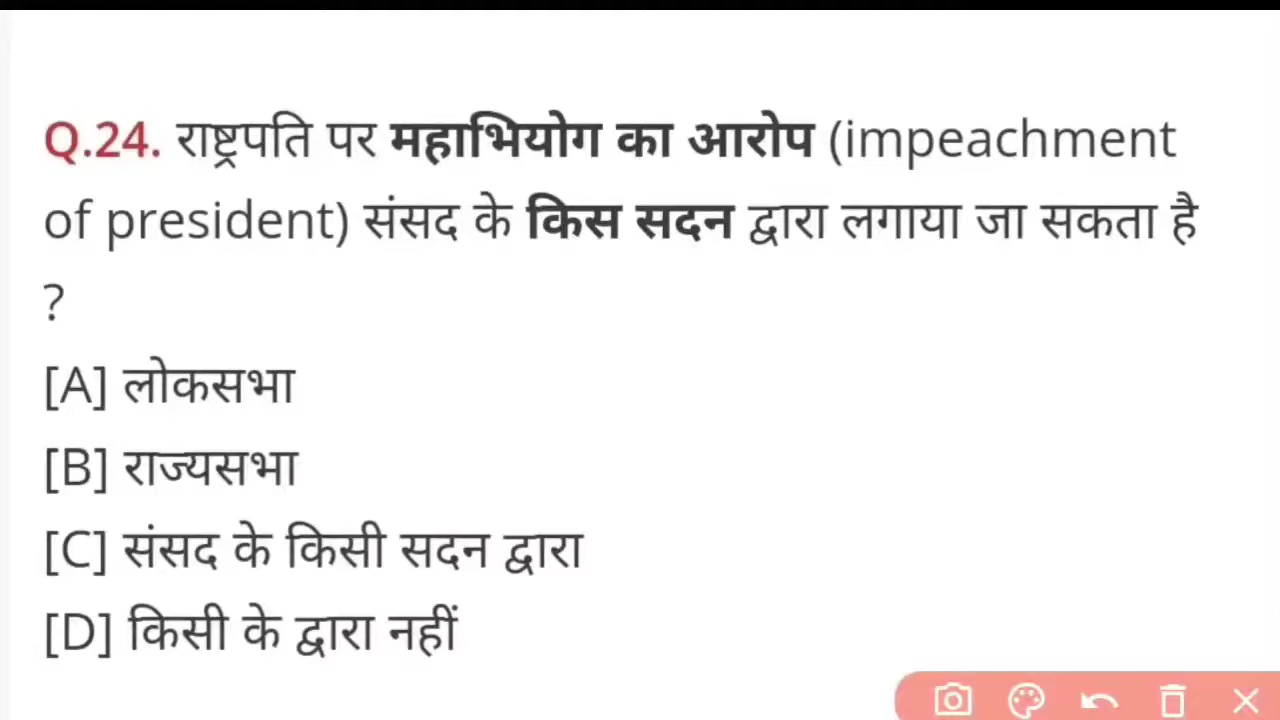 Q.24. राष्ट्रपति पर महाभियोग का आरोप (impeachment
of president) संसद के किस सदन द्वारा लगाया जा सकता है
?
[A] लोकसभा
[B] राज्यसभा
[C] संसद के किसी सदन द्वारा
[D] किसी के द्वारा नहीं